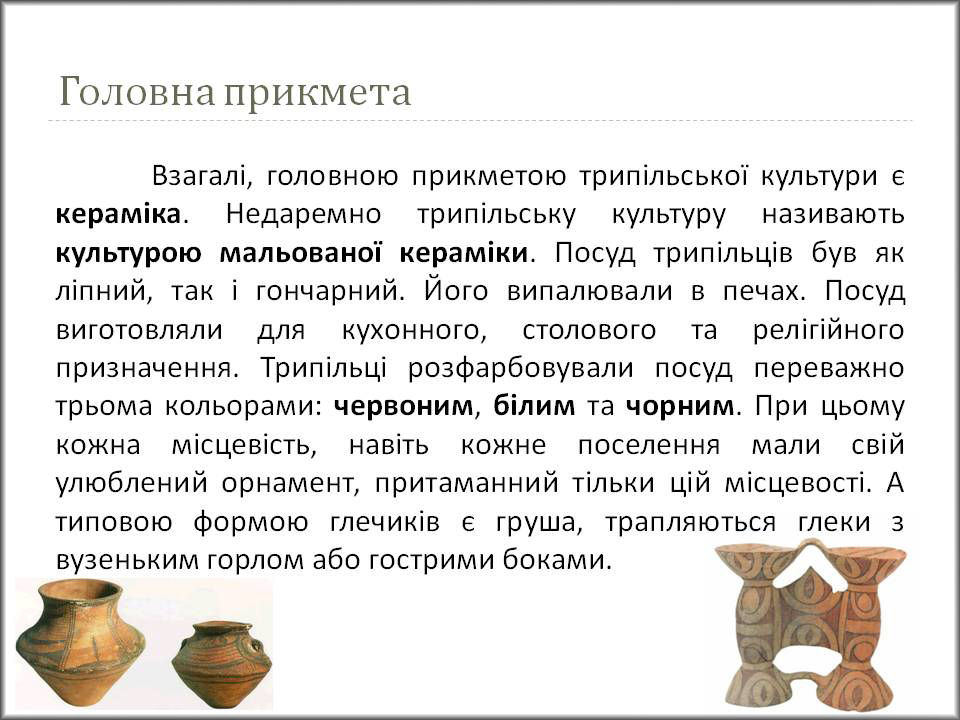 Головна прикмета
Взагалі, головною прикметою трипільської культури є
кераміка. Недаремно трипільську культуру називають
культурою мальованої кераміки. Посуд трипільців був як
ліпний, так і гончарний. Його випалювали в печах. Посуд
виготовляли для кухонного, столового та релігійного
призначення. Трипільці розфарбовували посуд переважно
трьома кольорами: червоним, білим та чорним. При цьому
кожна місцевість, навіть кожне поселення мали свій
улюблений орнамент, притаманний тільки цій місцевості. А
типовою формою глечиків є груша, трапляються глеки з
вузеньким горлом або гострими боками.